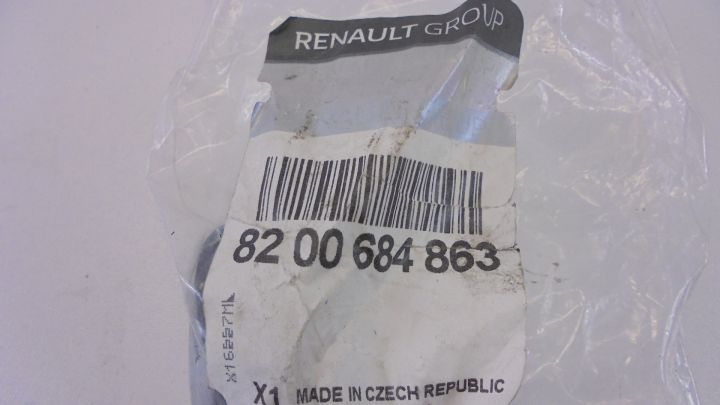 RENAULT GROUP
82 00 684 863
X1 MADE IN CZECH REPUBLIC